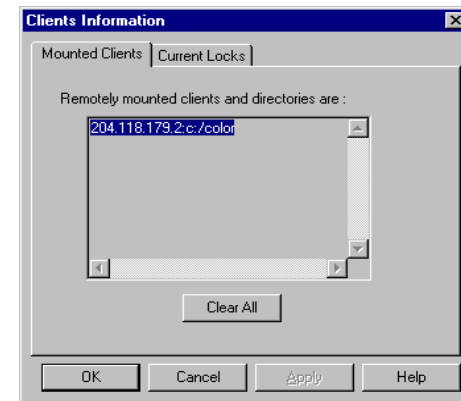 Clients Information
Mounted Clients Current Locks
Remotely mounted clients and directories are :
204.118.179.2:c:/color
Clear All
OK Cancel Apply Help